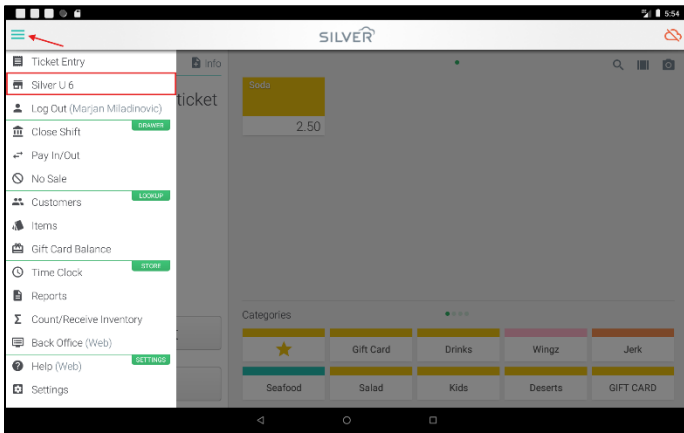 5:54
SILVER
Ticket Entry
Info
Silver U 6
ticket
Soda
Log Out (Marjan Miladinovic)
2.50
DRAWER
Close Shift
Pay In/Out
No Sale
LOOKUP
Customers
Items
Gift Card Balance
STORE
Time Clock
Reports
Count/Receive Inventory
Categories
Back Office (Web)
Gift Card
Drinks
Wingz
Jerk
SETTINGS
Help (Web)
Settings
Seafood
Salad
Kids
Deserts
GIFT CARD